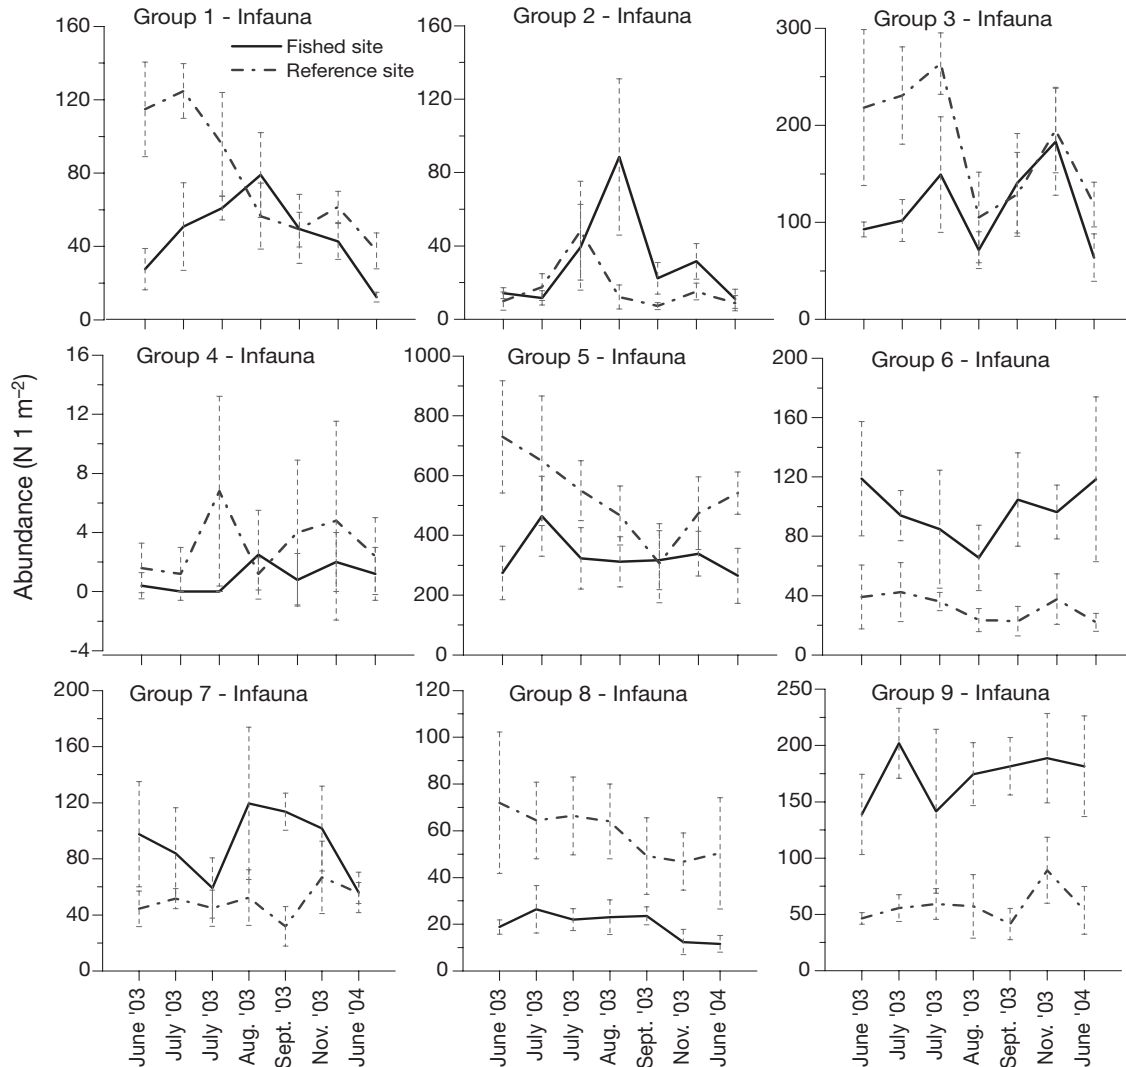 Group 1 - Infauna
Group 2 - Infauna
Group 3 - Infauna
160
120
80
40
0
Fished site
Reference site
160
120
80
40
0
300
200
100
0
Group 4 - Infauna
Group 5 - Infauna
Group 6 - Infauna
Abundance (N 1 m⁻²)
16
12
8
4
0
-4
1000
800
600
400
200
0
200
160
120
80
40
0
Group 7 - Infauna
Group 8 - Infauna
Group 9 - Infauna
200
160
120
80
40
0
120
100
80
60
40
20
0
250
200
150
100
50
0
June '03
July '03
July '03
Aug. '03
Sept. '03
Nov. '03
June '04
June '03
July '03
July '03
Aug. '03
Sept. '03
Nov. '03
June '04
June '03
July '03
July '03
Aug. '03
Sept. '03
Nov. '03
June '04